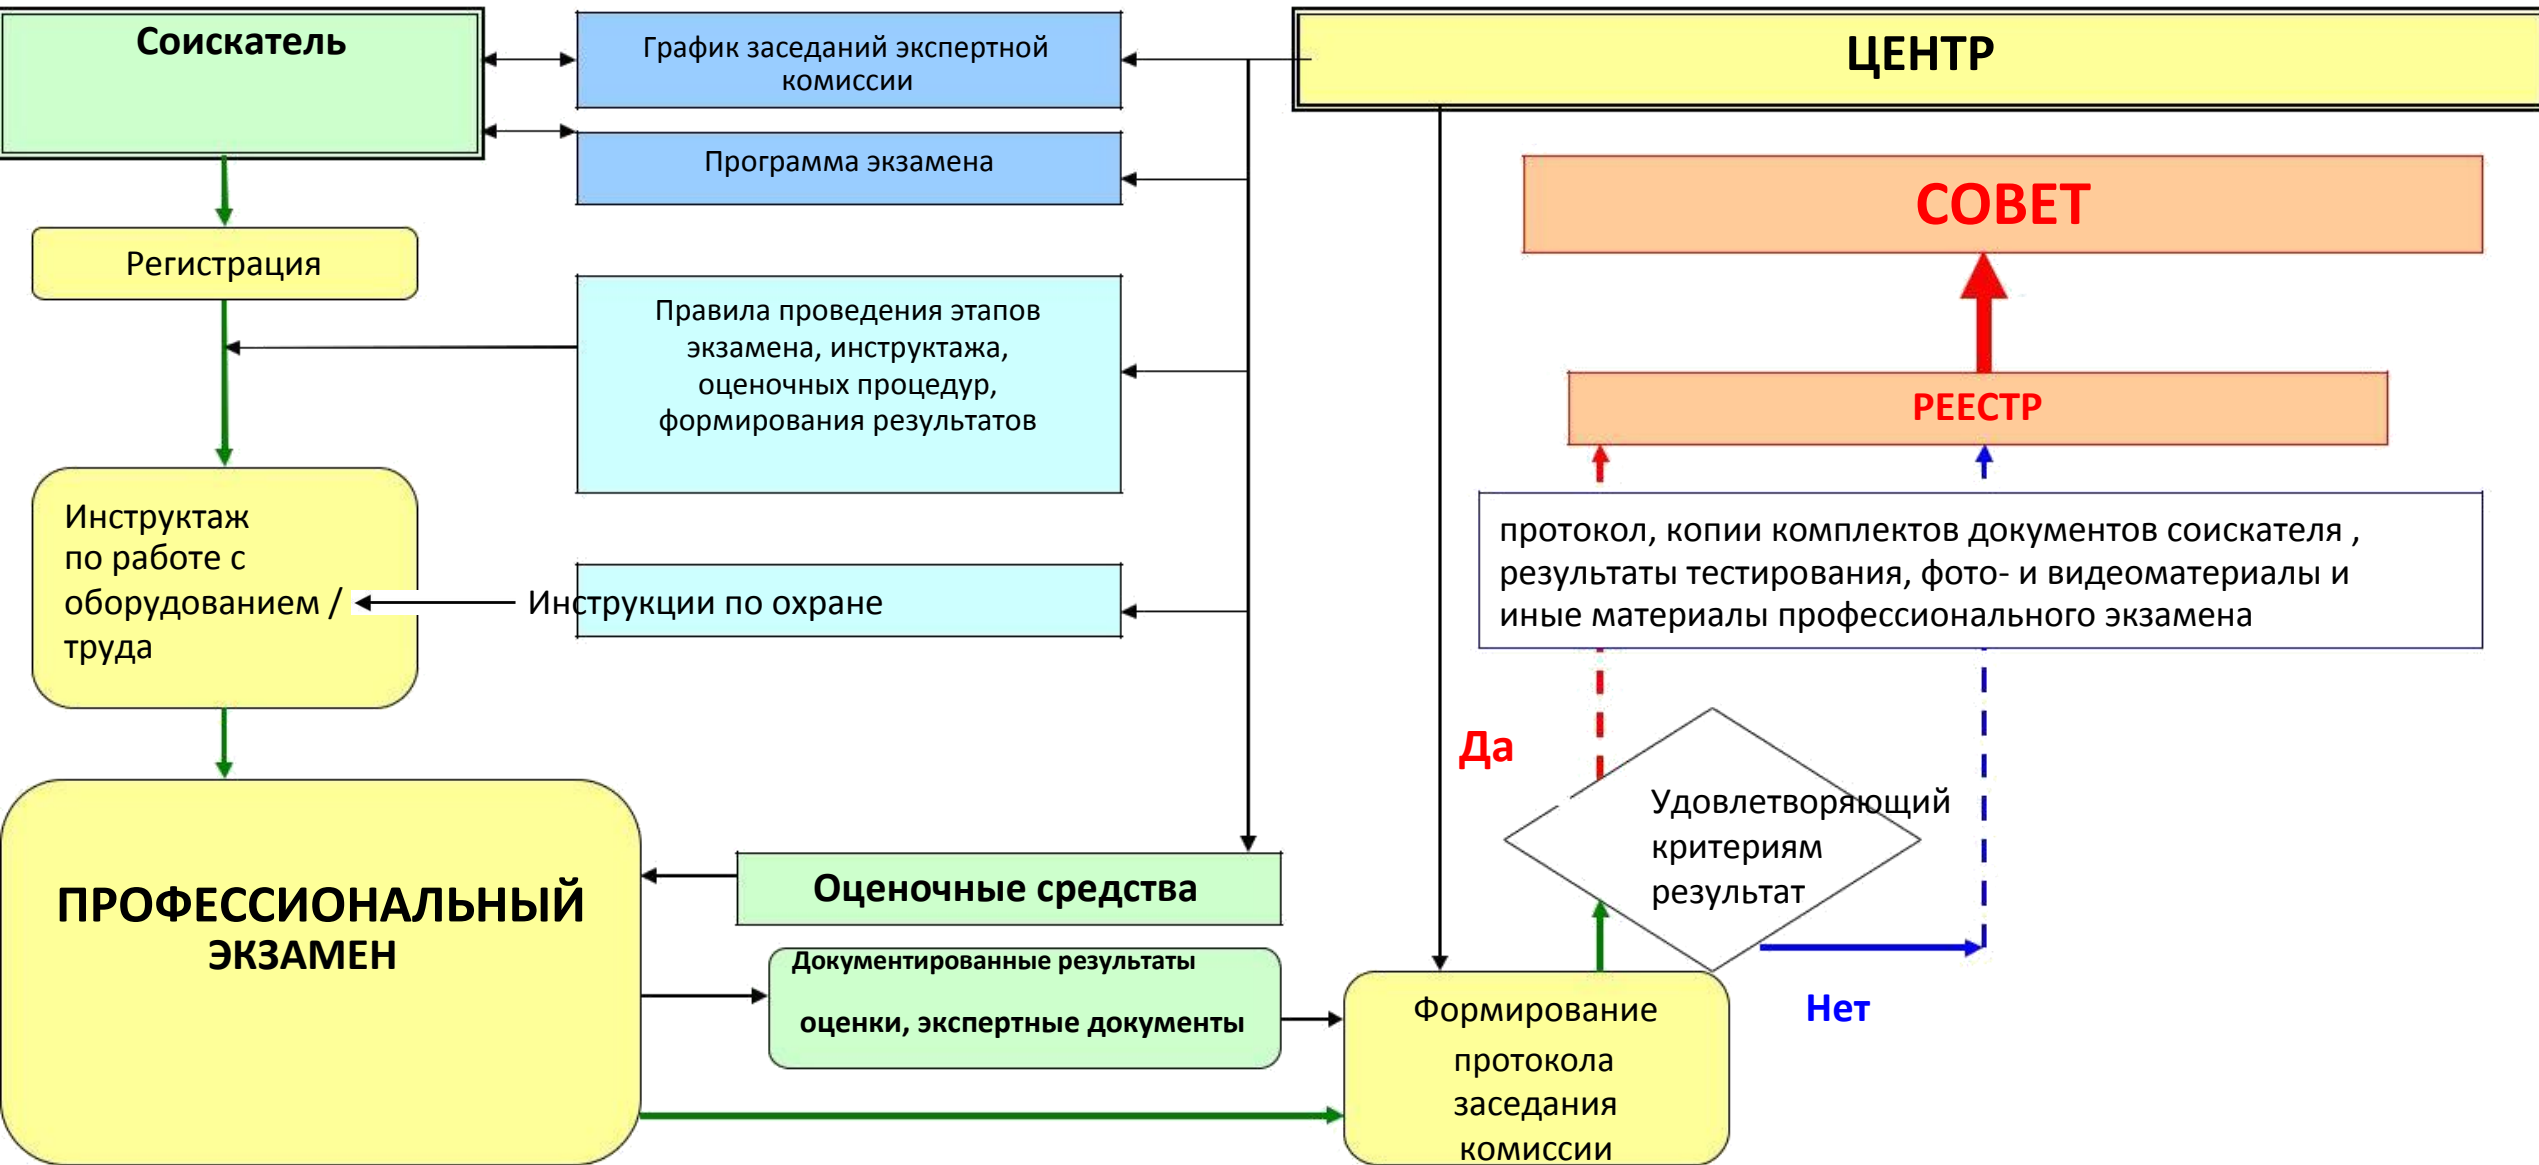 Соискатель
График заседаний экспертной
комиссии
ЦЕНТР
Программа экзамена
СОВЕТ
Регистрация
Правила проведения этапов
экзамена, инструктажа,
оценочных процедур,
формирования результатов
РЕЕСТР
Инструктаж
по работе с
оборудованием /
труда
Инструкции по охране
протокол, копии комплектов документов соискателя ,
результаты тестирования, фото- и видеоматериалы и
иные материалы профессионального экзамена
Да
Удовлетворяющий
критериям
результат
ПРОФЕССИОНАЛЬНЫЙ
ЭКЗАМЕН
Оценочные средства
Документированные результаты
оценки, экспертные документы
Формирование
протокола
заседания
комиссии
Нет